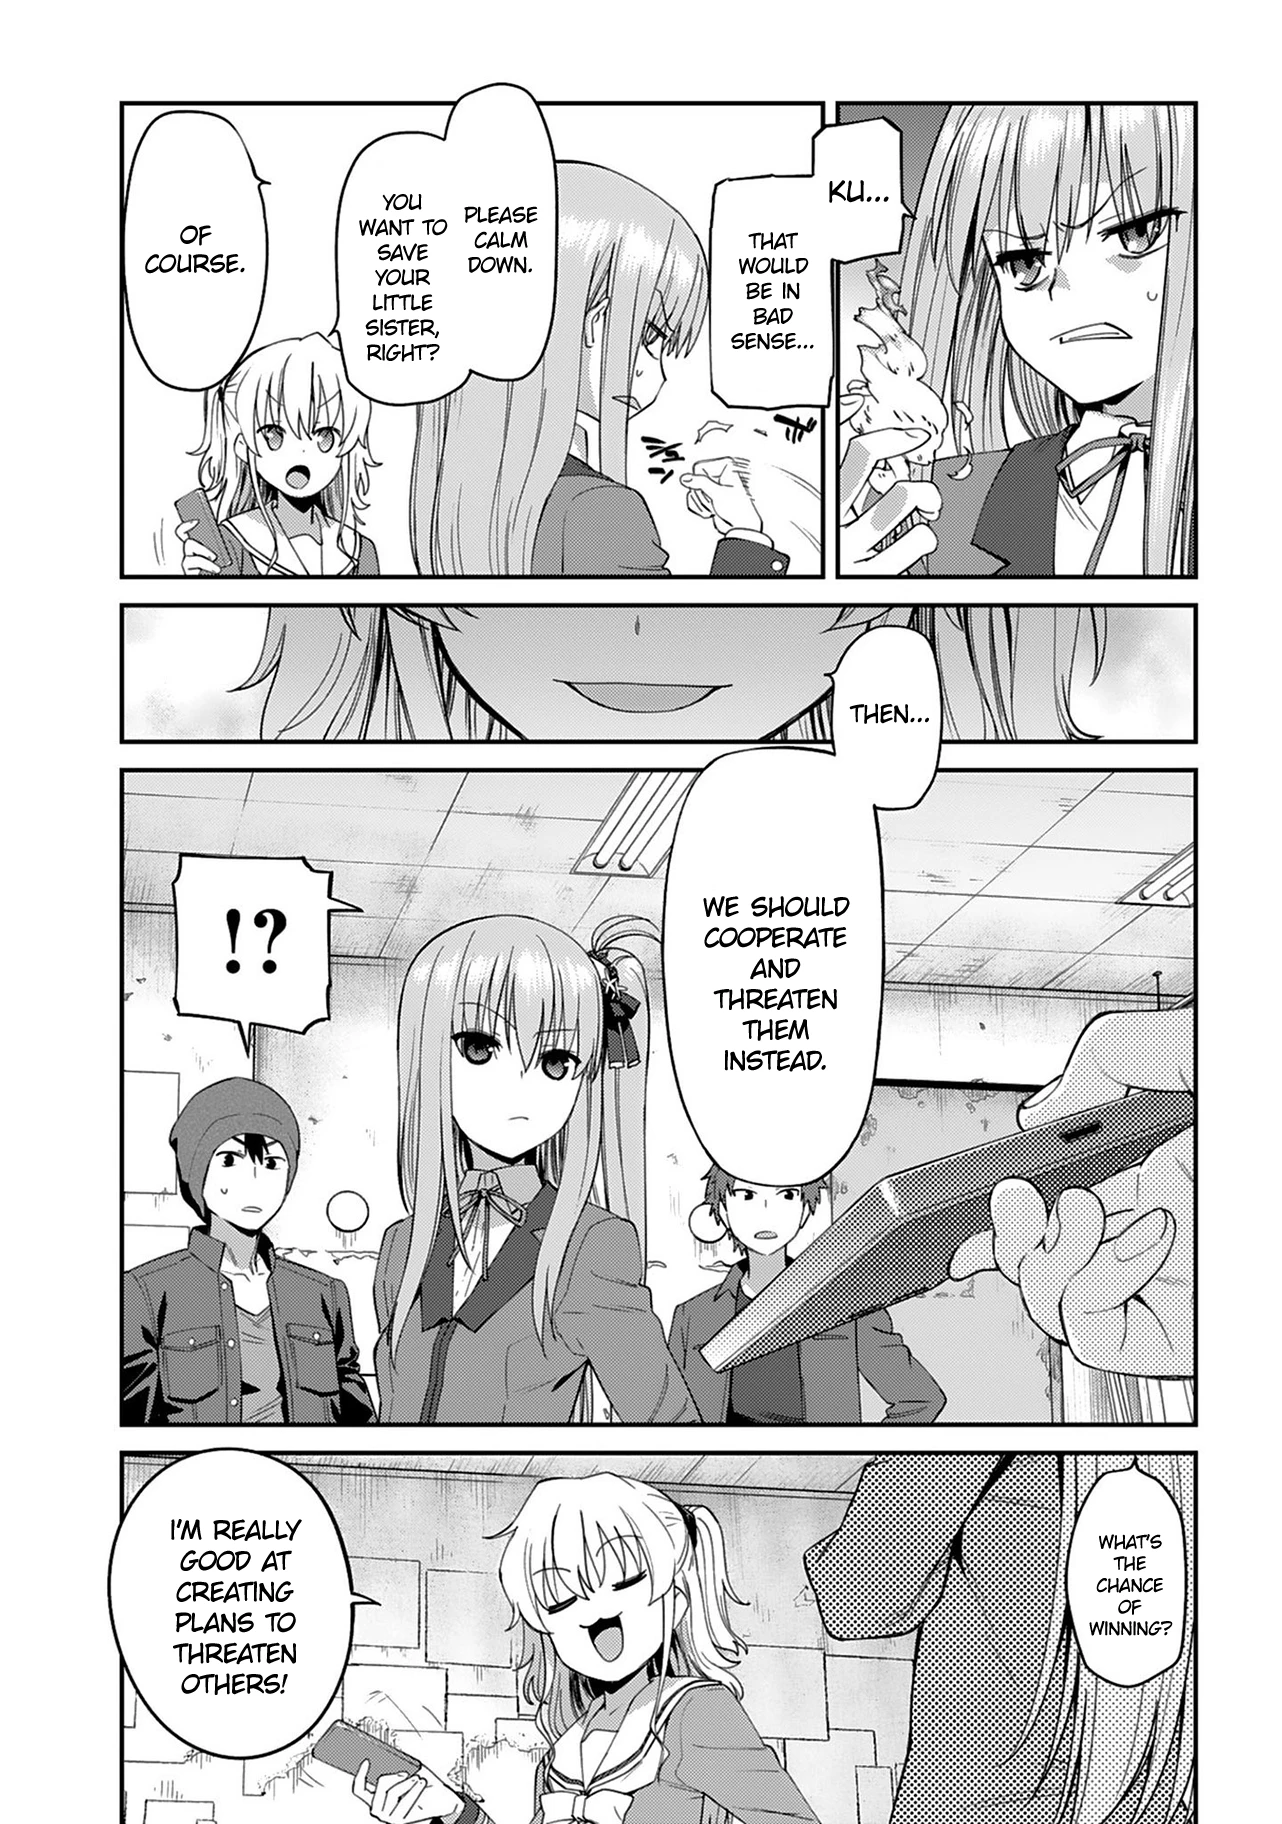 KU...
THAT
WOULD
BE IN
BAD
SENSE...
PLEASE
CALM
DOWN.
YOU
WANT TO
SAVE
YOUR
LITTLE
SISTER,
RIGHT?
OF
COURSE.
THEN...
WE SHOULD
COOPERATE
AND
THREATEN
THEM
INSTEAD.
!?
WHAT'S
THE
CHANCE
OF
WINNING?
I'M REALLY
GOOD AT
CREATING
PLANS TO
THREATEN
OTHERS!